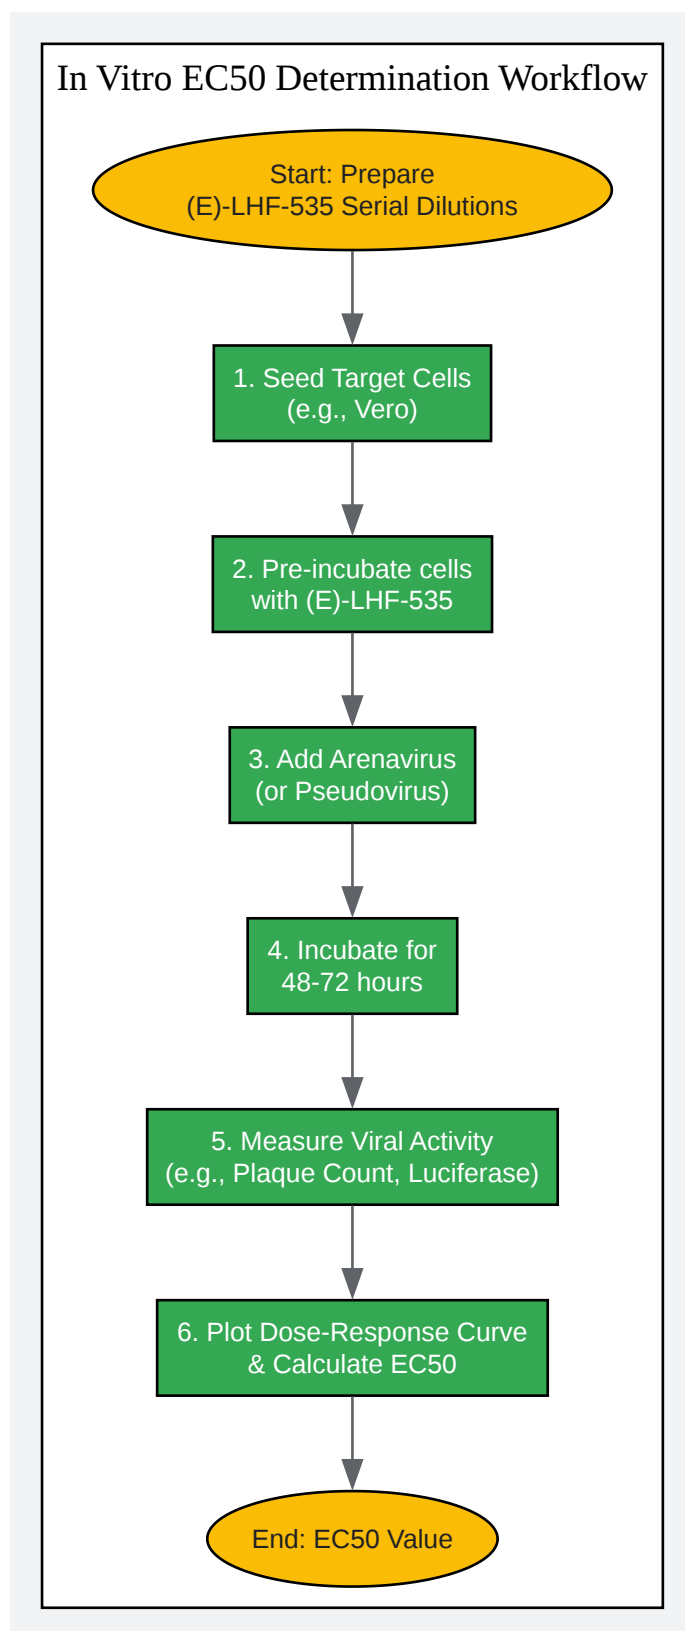 In Vitro EC50 Determination Workflow
Start: Prepare
(E)-LHF-535 Serial Dilutions
1. Seed Target Cells
(e.g., Vero)
2. Pre-incubate cells
with (E)-LHF-535
3. Add Arenavirus
(or Pseudovirus)
4. Incubate for
48-72 hours
5. Measure Viral Activity
(e.g., Plaque Count, Luciferase)
6. Plot Dose-Response Curve
& Calculate EC50
End: EC50 Value